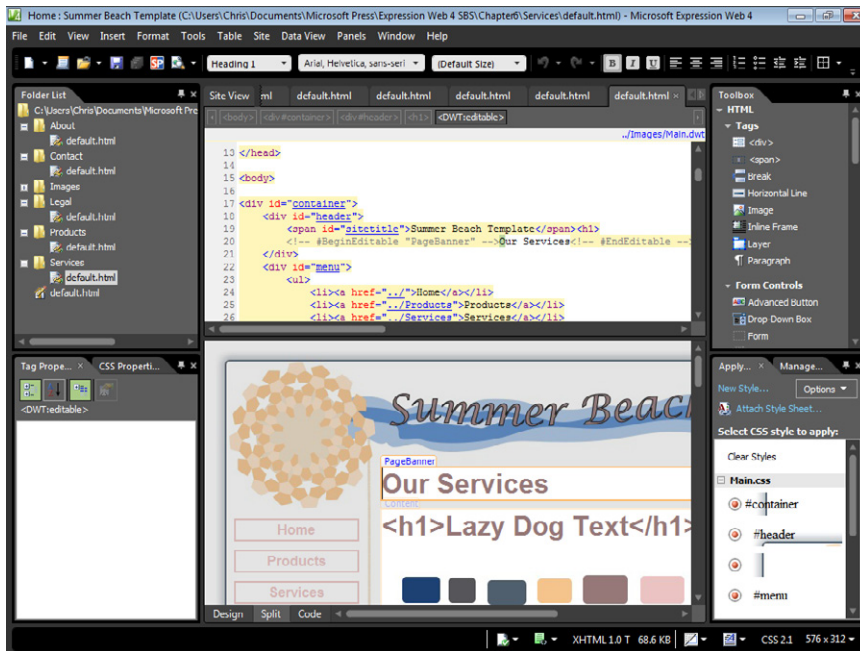 Home : Summer Beach Template (C:\Users\Chris\Documents\Microsoft Press\Expression Web 4 SBS\Chapter6\Services\default.html) - Microsoft Expression Web 4
File Edit View Insert Format Tools Table Site Data View Panels Window Help
Heading 1 Arial, Helvetica, sans-seri (Default Size) B I U
Folder List
C:\Users\Chris\Documents\Microsoft Pre
About
default.html
Contact
default.html
Images
Legal
default.html
Products
default.html
Services
default.html
default.html
Site View ml default.html default.html default.html default.html default.html ×
<body> <div #container> <div #header> <h1> <DWT:editable>
../Images/Main.dwt
13 </head>
14
15 <body>
16
17 <div id="container">
18 <div id="header">
19 <span id="sitetitle">Summer Beach Template</span><h1>
20 <!-- #BeginEditable "PageBanner" -->Our Services<!-- #EndEditable --
21 </div>
22 <div id="menu">
23 <ul>
24 <li><a href="../">Home</a></li>
25 <li><a href="../Products">Products</a></li>
26 <li><a href="../Services">Services</a></li>
Toolbox
HTML
Tags
<div>
<span>
Break
Horizontal Line
Image
Inline Frame
Layer
Paragraph
Form Controls
Advanced Button
Drop Down Box
Form
Tag Prope... × CSS Properti...
<DWT:editable>
Summer Beac
PageBanner
Our Services
Content
<h1>Lazy Dog Text</h1>
Home
Products
Services
Design Split Code
Apply... × Manage...
New Style... Options
Attach Style Sheet...
Select CSS style to apply:
Clear Styles
Main.css
#container
#header
#menu
XHTML 1.0 T 68.6 KB CSS 2.1 576 x 312